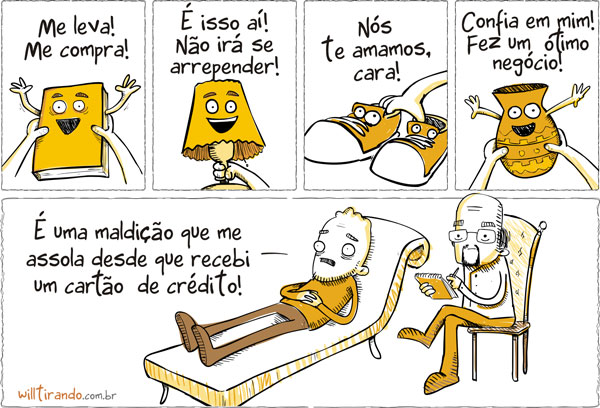 Me leva!
Me compra!
É isso aí!
Não irá se
arrepender!
Nós
te amamos,
cara!
Confia em mim!
Fez um ótimo
negócio!
É uma maldição que me
assola desde que recebi
um cartão de crédito!
willtirando.com.br